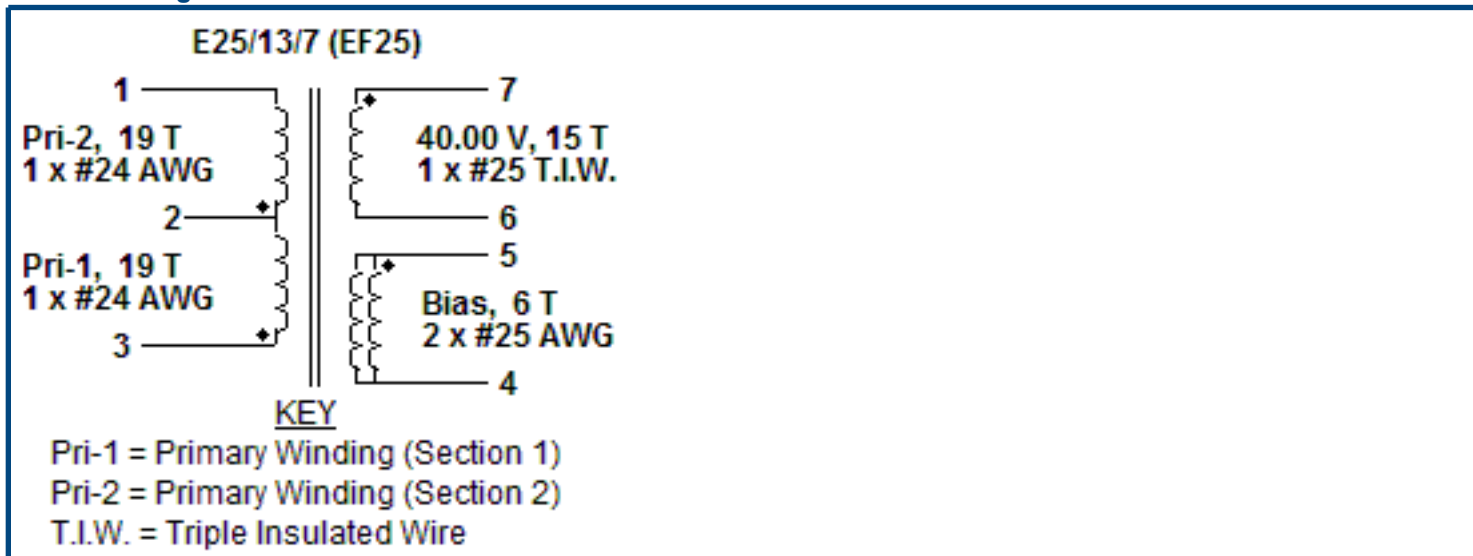 E25/13/7 (EF25)
1
7
Pri-2, 19 T
1 x #24 AWG
40.00 V, 15 T
1 x #25 T.I.W.
2
6
5
Pri-1, 19 T
1 x #24 AWG
Bias, 6 T
2 x #25 AWG
3
4
KEY
Pri-1 = Primary Winding (Section 1)
Pri-2 = Primary Winding (Section 2)
T.I.W. = Triple Insulated Wire